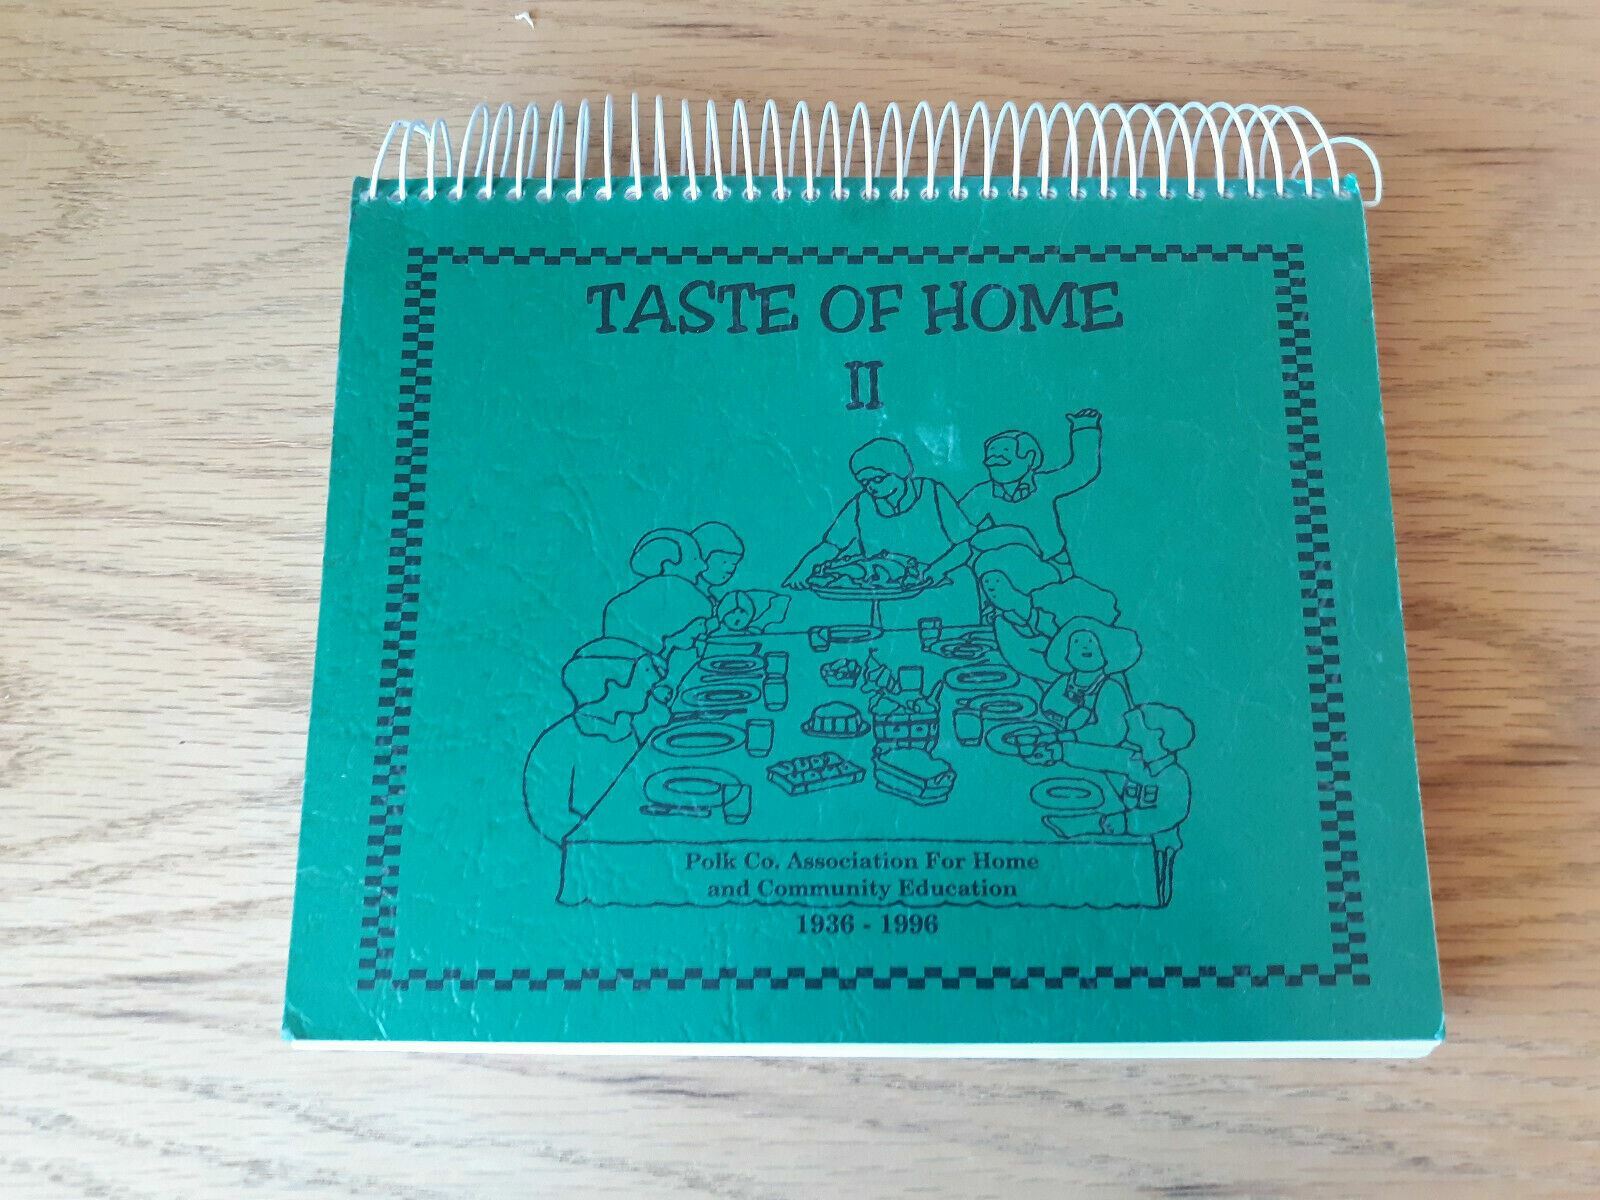 TASTE OF HOME
II
Polk Co. Association For Home
and Community Education
1936 - 1996